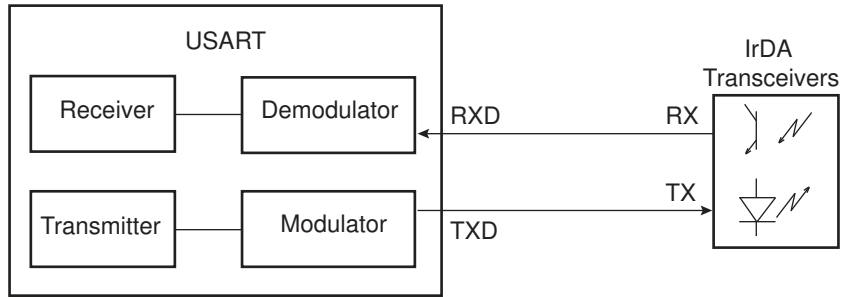 USART
IrDA
Transceivers
Receiver
Demodulator
RXD
RX
Transmitter
Modulator
TXD
TX